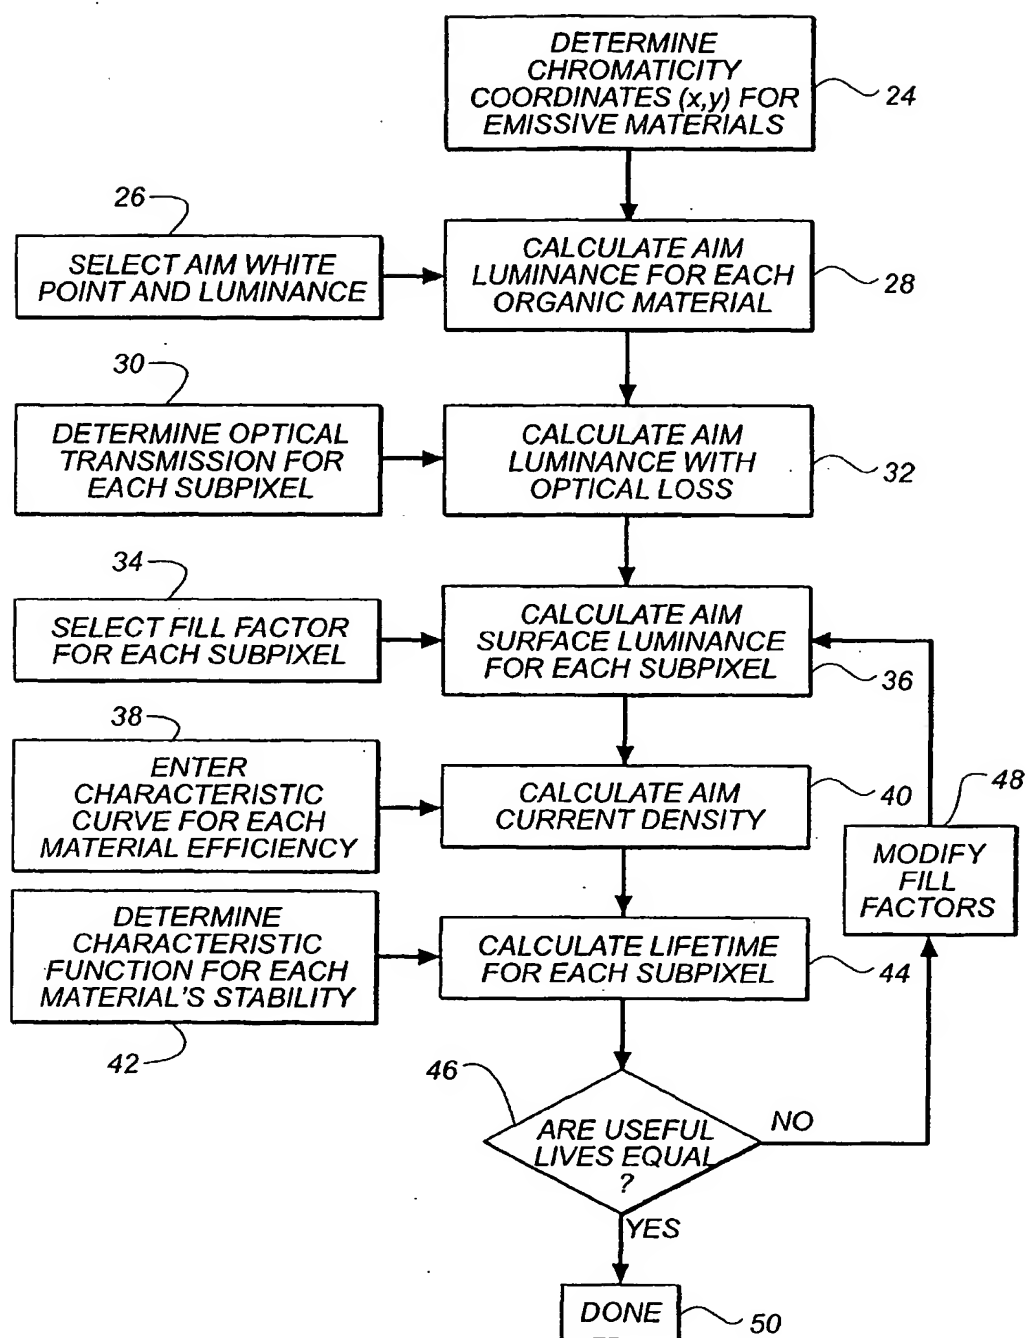 DETERMINE
CHROMATICITY
COORDINATES (x,y) FOR
EMISSIVE MATERIALS
24
26
SELECT AIM WHITE
POINT AND LUMINANCE
CALCULATE AIM
LUMINANCE FOR EACH
ORGANIC MATERIAL
28
30
DETERMINE OPTICAL
TRANSMISSION FOR
EACH SUBPIXEL
CALCULATE AIM
LUMINANCE WITH
OPTICAL LOSS
32
34
SELECT FILL FACTOR
FOR EACH SUBPIXEL
CALCULATE AIM
SURFACE LUMINANCE
FOR EACH SUBPIXEL
36
38
ENTER
CHARACTERISTIC
CURVE FOR EACH
MATERIAL EFFICIENCY
CALCULATE AIM
CURRENT DENSITY
40
48
MODIFY
FILL
FACTORS
DETERMINE
CHARACTERISTIC
FUNCTION FOR EACH
MATERIAL'S STABILITY
42
CALCULATE LIFETIME
FOR EACH SUBPIXEL
44
46
ARE USEFUL
LIVES EQUAL
?
NO
YES
DONE
50